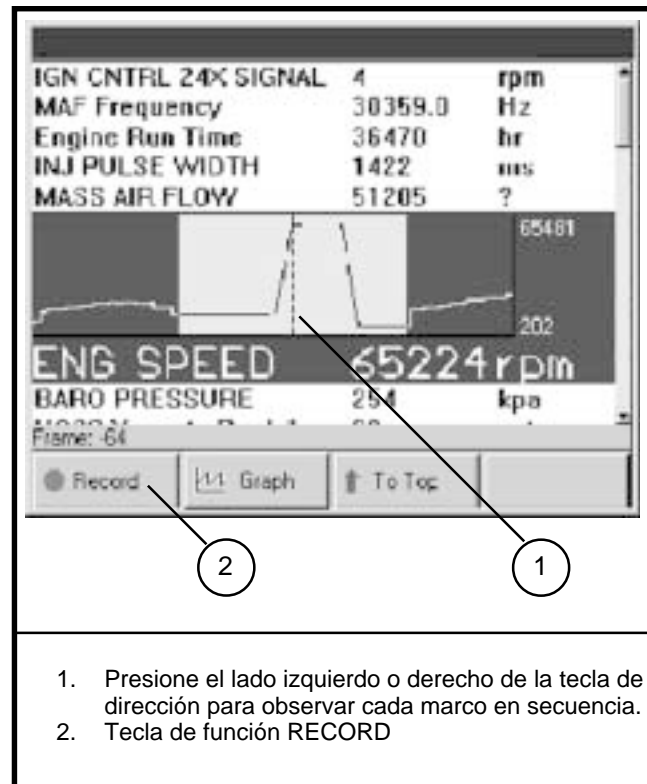 IGN CNTRL 24X SIGNAL 4 rpm
MAF Frequency 30359.0 Hz
Engine Run Time 36470 hr
INJ PULSE WIDTH 1422 ms
MASS AIR FLOW 51205 ?
65481
202
ENG SPEED 65224 rpm
BARO PRESSURE 254 kpa
Frame: -64
Record Graph To Top
2 1
1. Presione el lado izquierdo o derecho de la tecla de
dirección para observar cada marco en secuencia.
2. Tecla de función RECORD